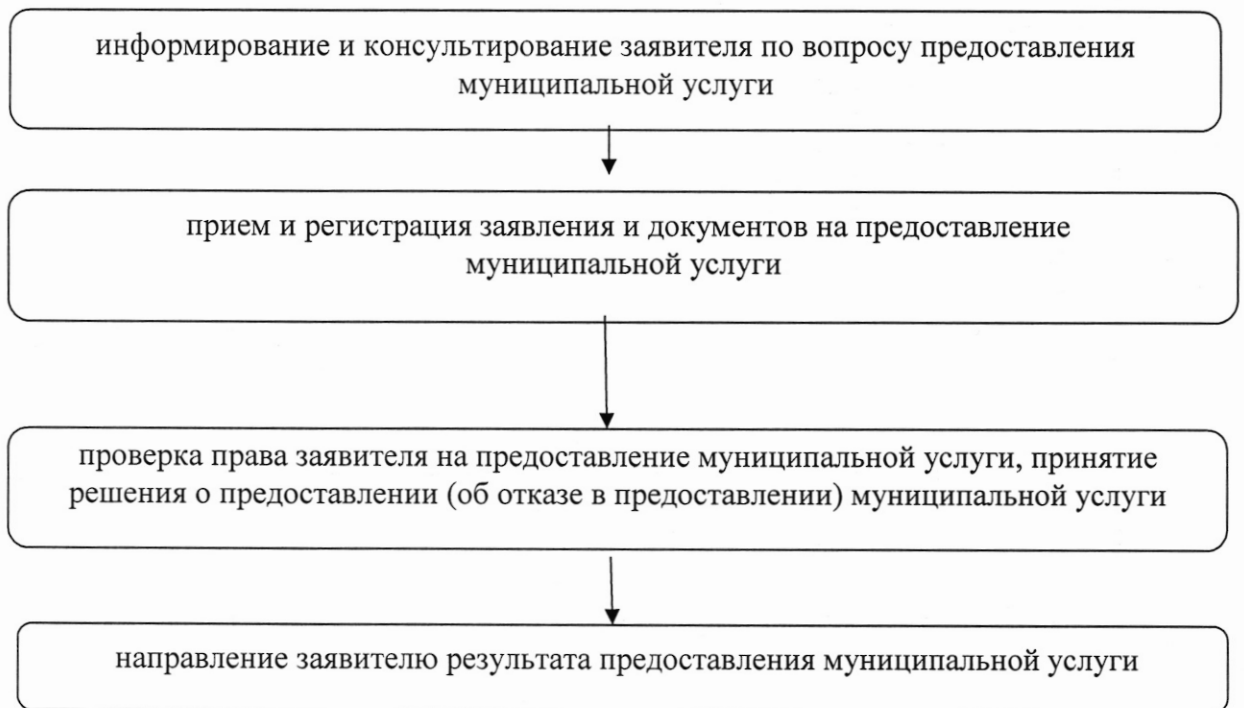 информирование и консультирование заявителя по вопросу предоставления
муниципальной услуги
прием и регистрация заявления и документов на предоставление
муниципальной услуги
проверка права заявителя на предоставление муниципальной услуги, принятие
решения о предоставлении (об отказе в предоставлении) муниципальной услуги
направление заявителю результата предоставления муниципальной услуги